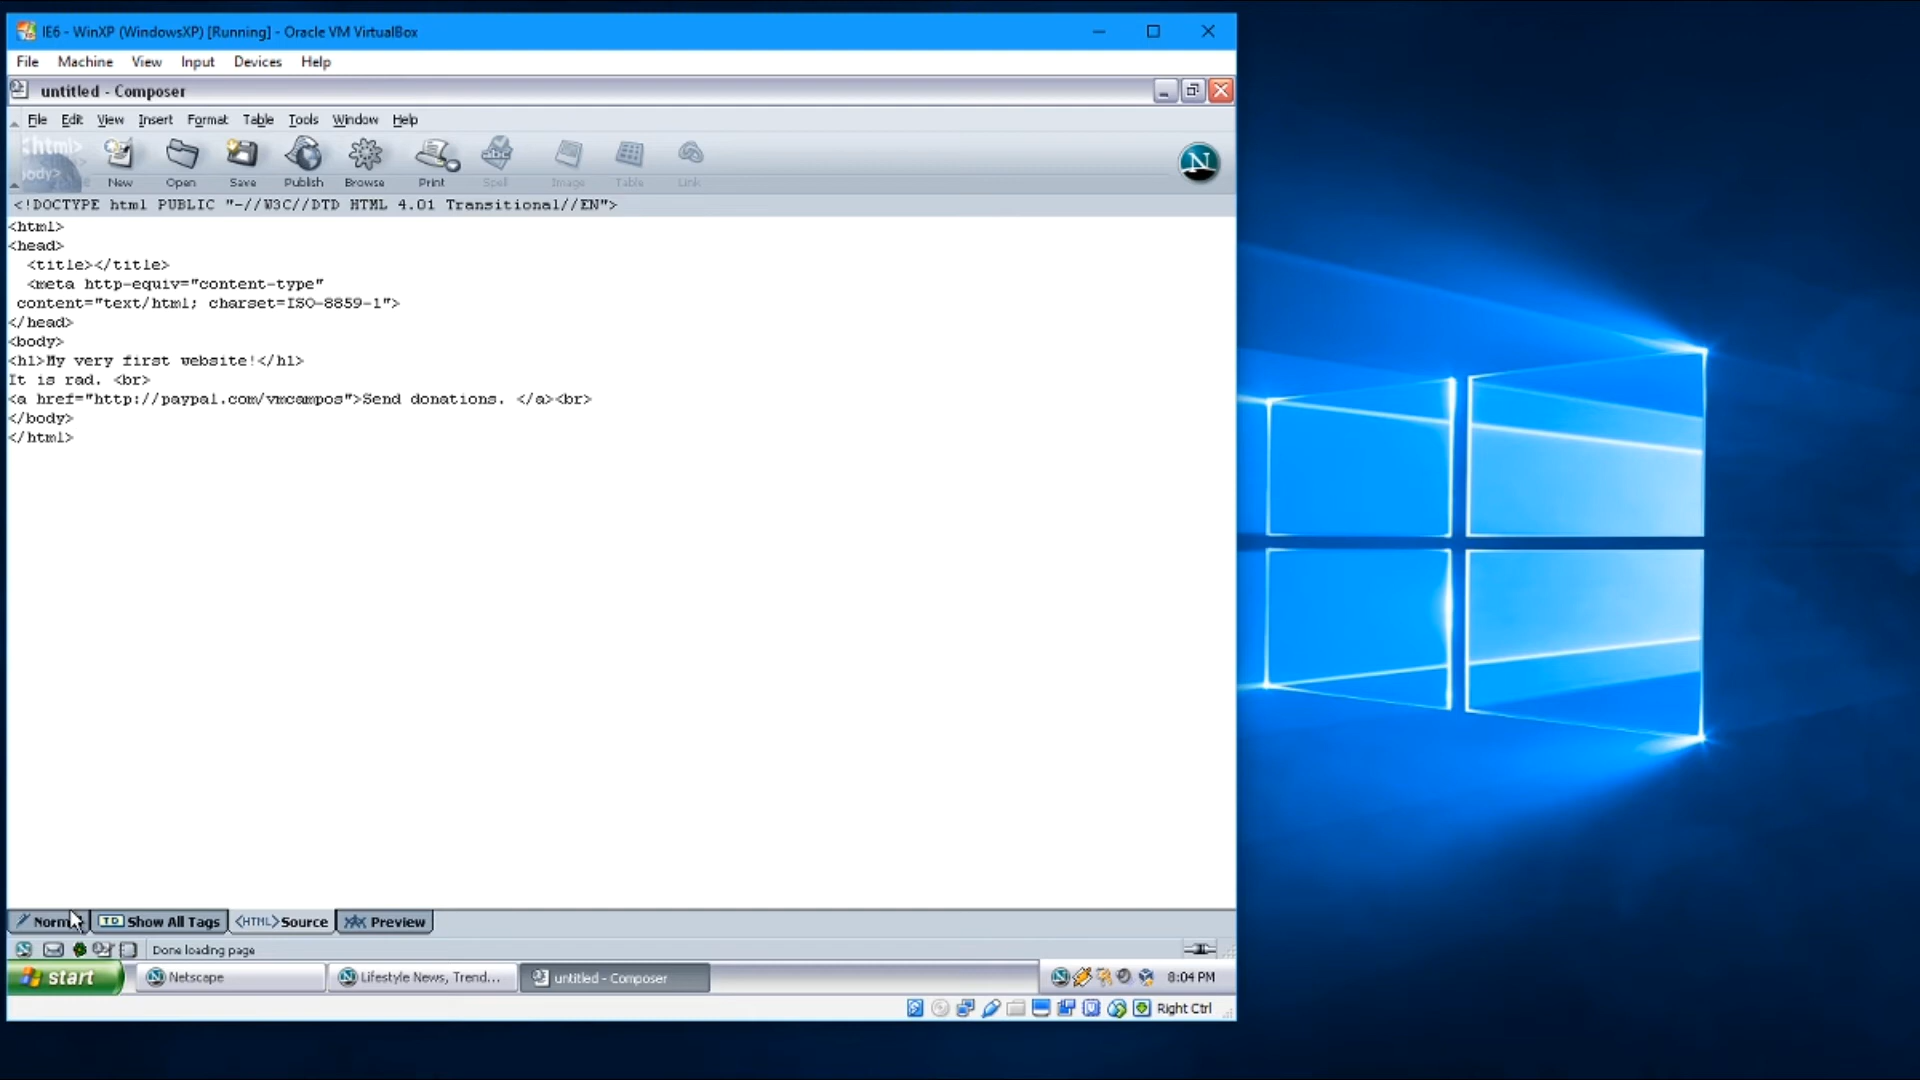 IE6 - WinXP (WindowsXP) [Running] - Oracle VM VirtualBox
File Machine View Input Devices Help
untitled - Composer
File Edit View Insert Format Table Tools Window Help
<html>
body>
New Open Save Publish Browse Print Spell Image Table Link
N
<!DOCTYPE html PUBLIC "-//W3C//DTD HTML 4.01 Transitional//EN">
<html>
<head>
<title></title>
<meta http-equiv="content-type"
content="text/html; charset=ISO-8859-1">
</head>
<body>
<h1>My very first website!</h1>
It is rad. <br>
<a href="http://paypal.com/vmcampos">Send donations. </a><br>
</body>
</html>
Norm TD Show All Tags <HTML> Source Preview
Done loading page
start Netscape Lifestyle News, Trend... untitled - Composer 8:04 PM
Right Ctrl